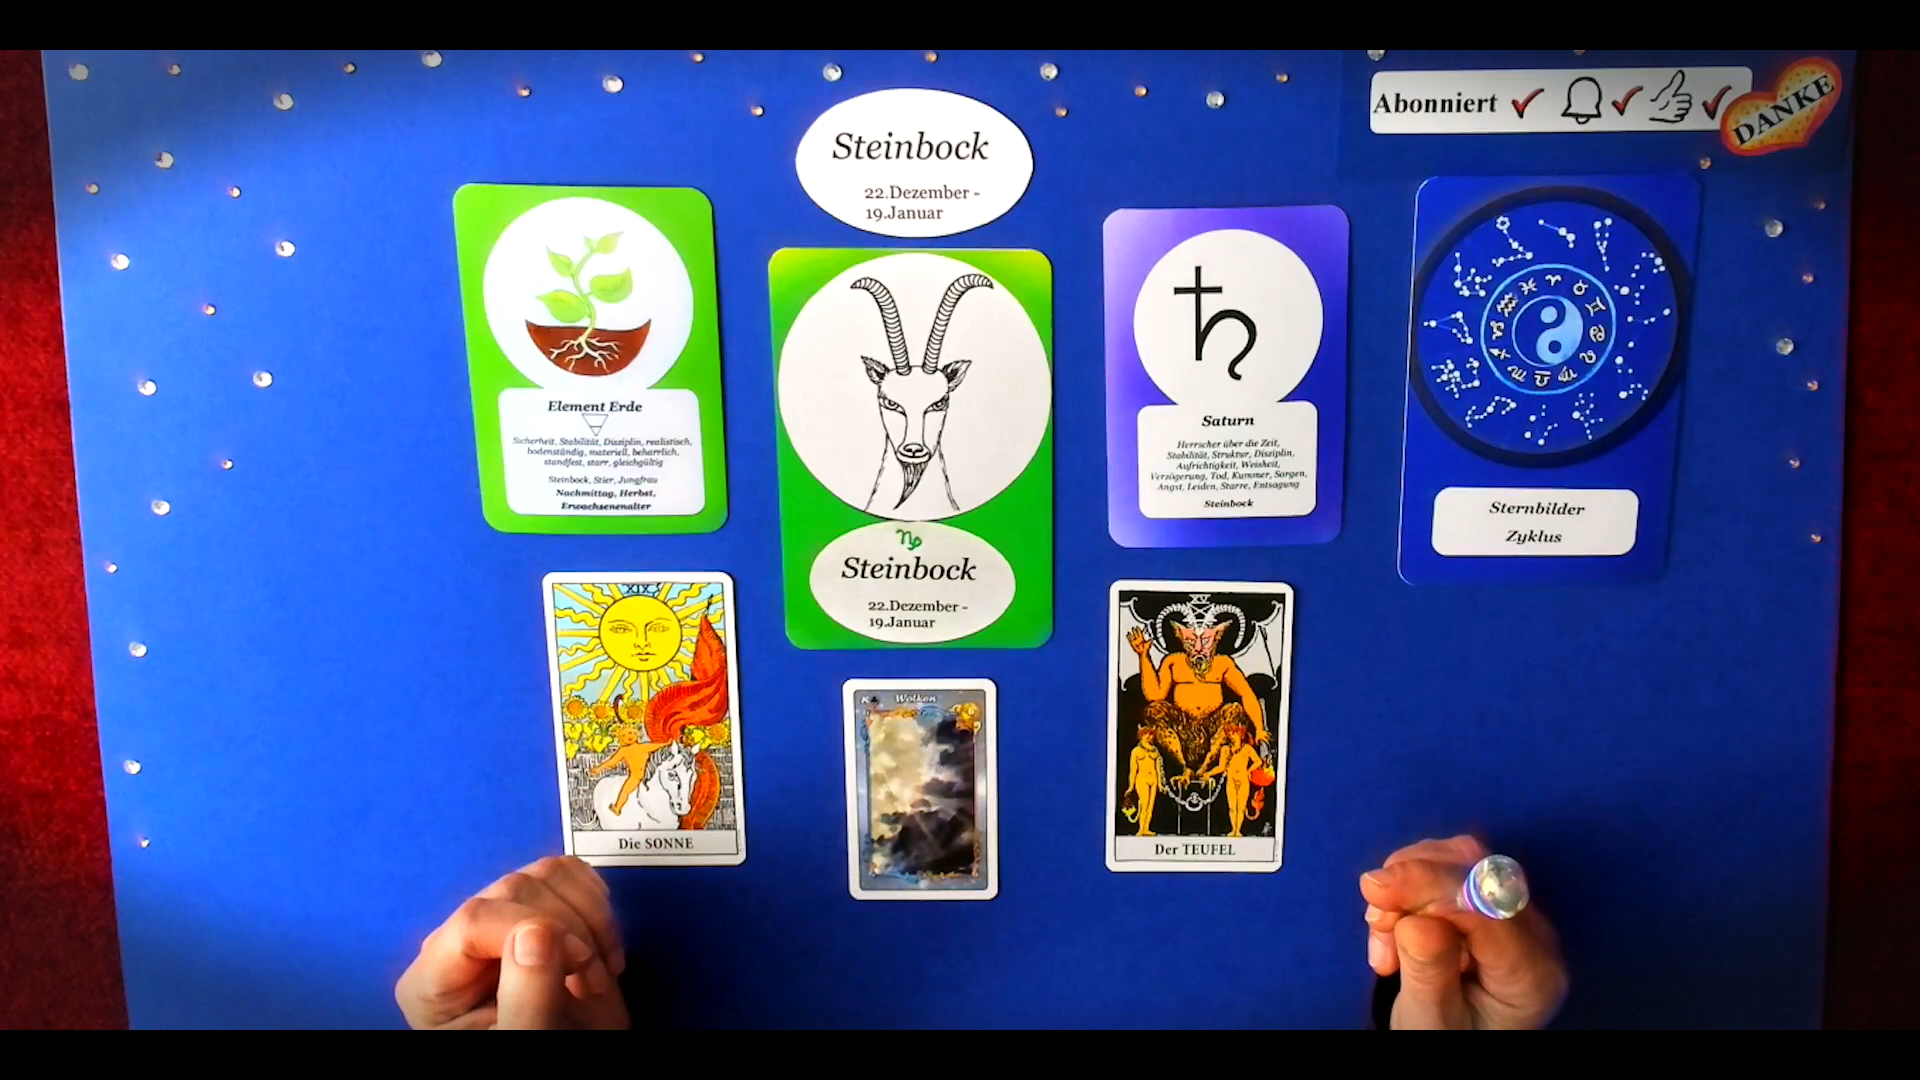 Abonniert
DANKE
Steinbock
22.Dezember -
19.Januar
Element Erde
Sicherheit, Stabilität, Disziplin, realistisch,
bodenständig, materiell, beharrlich,
standfest, starr, gleichgültig
Steinbock, Stier, Jungfrau
Nachmittag, Herbst,
Erwachsenenalter
Steinbock
22.Dezember -
19.Januar
Saturn
Herrscher über die Zeit,
Stabilität, Struktur, Disziplin,
Aufrichtigkeit, Weisheit,
Verzögerung, Tod, Kummer, Sorgen,
Angst, Leiden, Starre, Entsagung
Steinbock
Sternbilder
Zyklus
XIX
Die SONNE
K
Wolken
6
XV
Der TEUFEL